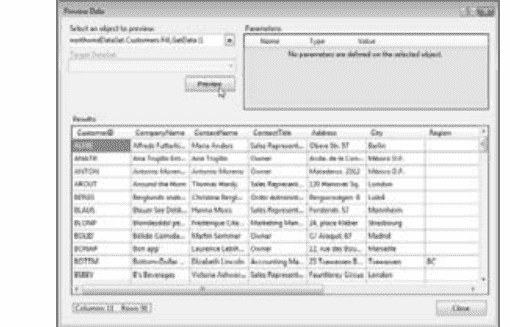 Preview Data
Select an object to preview: Parameters:
northwindDataSet.Customers.Fill,GetData () Name Type Value
Target DataSet: No parameters are defined on the selected object.
Preview
Results:
CustomerID CompanyName ContactName ContactTitle Address City Region
ALFKI Alfreds Futterki... Maria Anders Sales Represent... Obere Str. 57 Berlin
ANATR Ana Trujillo Em... Ana Trujillo Owner Avda. de la Con... México D.F.
ANTON Antonio Moren... Antonio Moreno Owner Mataderos 2312 México D.F.
AROUT Around the Horn Thomas Hardy Sales Represent... 120 Hanover Sq. London
BERGS Berglunds snab... Christina Bergl... Order Administ... Berguvsvägen 8 Luleå
BLAUS Blauer See Delik... Hanna Moos Sales Represent... Forsterstr. 57 Mannheim
BLONP Blondesddsl pè... Frédérique Cite... Marketing Man... 24, place Kléber Strasbourg
BOLID Bólido Comida... Martín Sommer Owner C/ Araquil, 67 Madrid
BONAP Bon app' Laurence Lebih... Owner 12, rue des Bou... Marseille
BOTTM Bottom-Dollar ... Elizabeth Lincoln Accounting Ma... 23 Tsawassen B... Tsawassen BC
BSBEV B's Beverages Victoria Ashwor... Sales Represent... Fauntleroy Circus London
Columns: 11 Rows: 91 Close